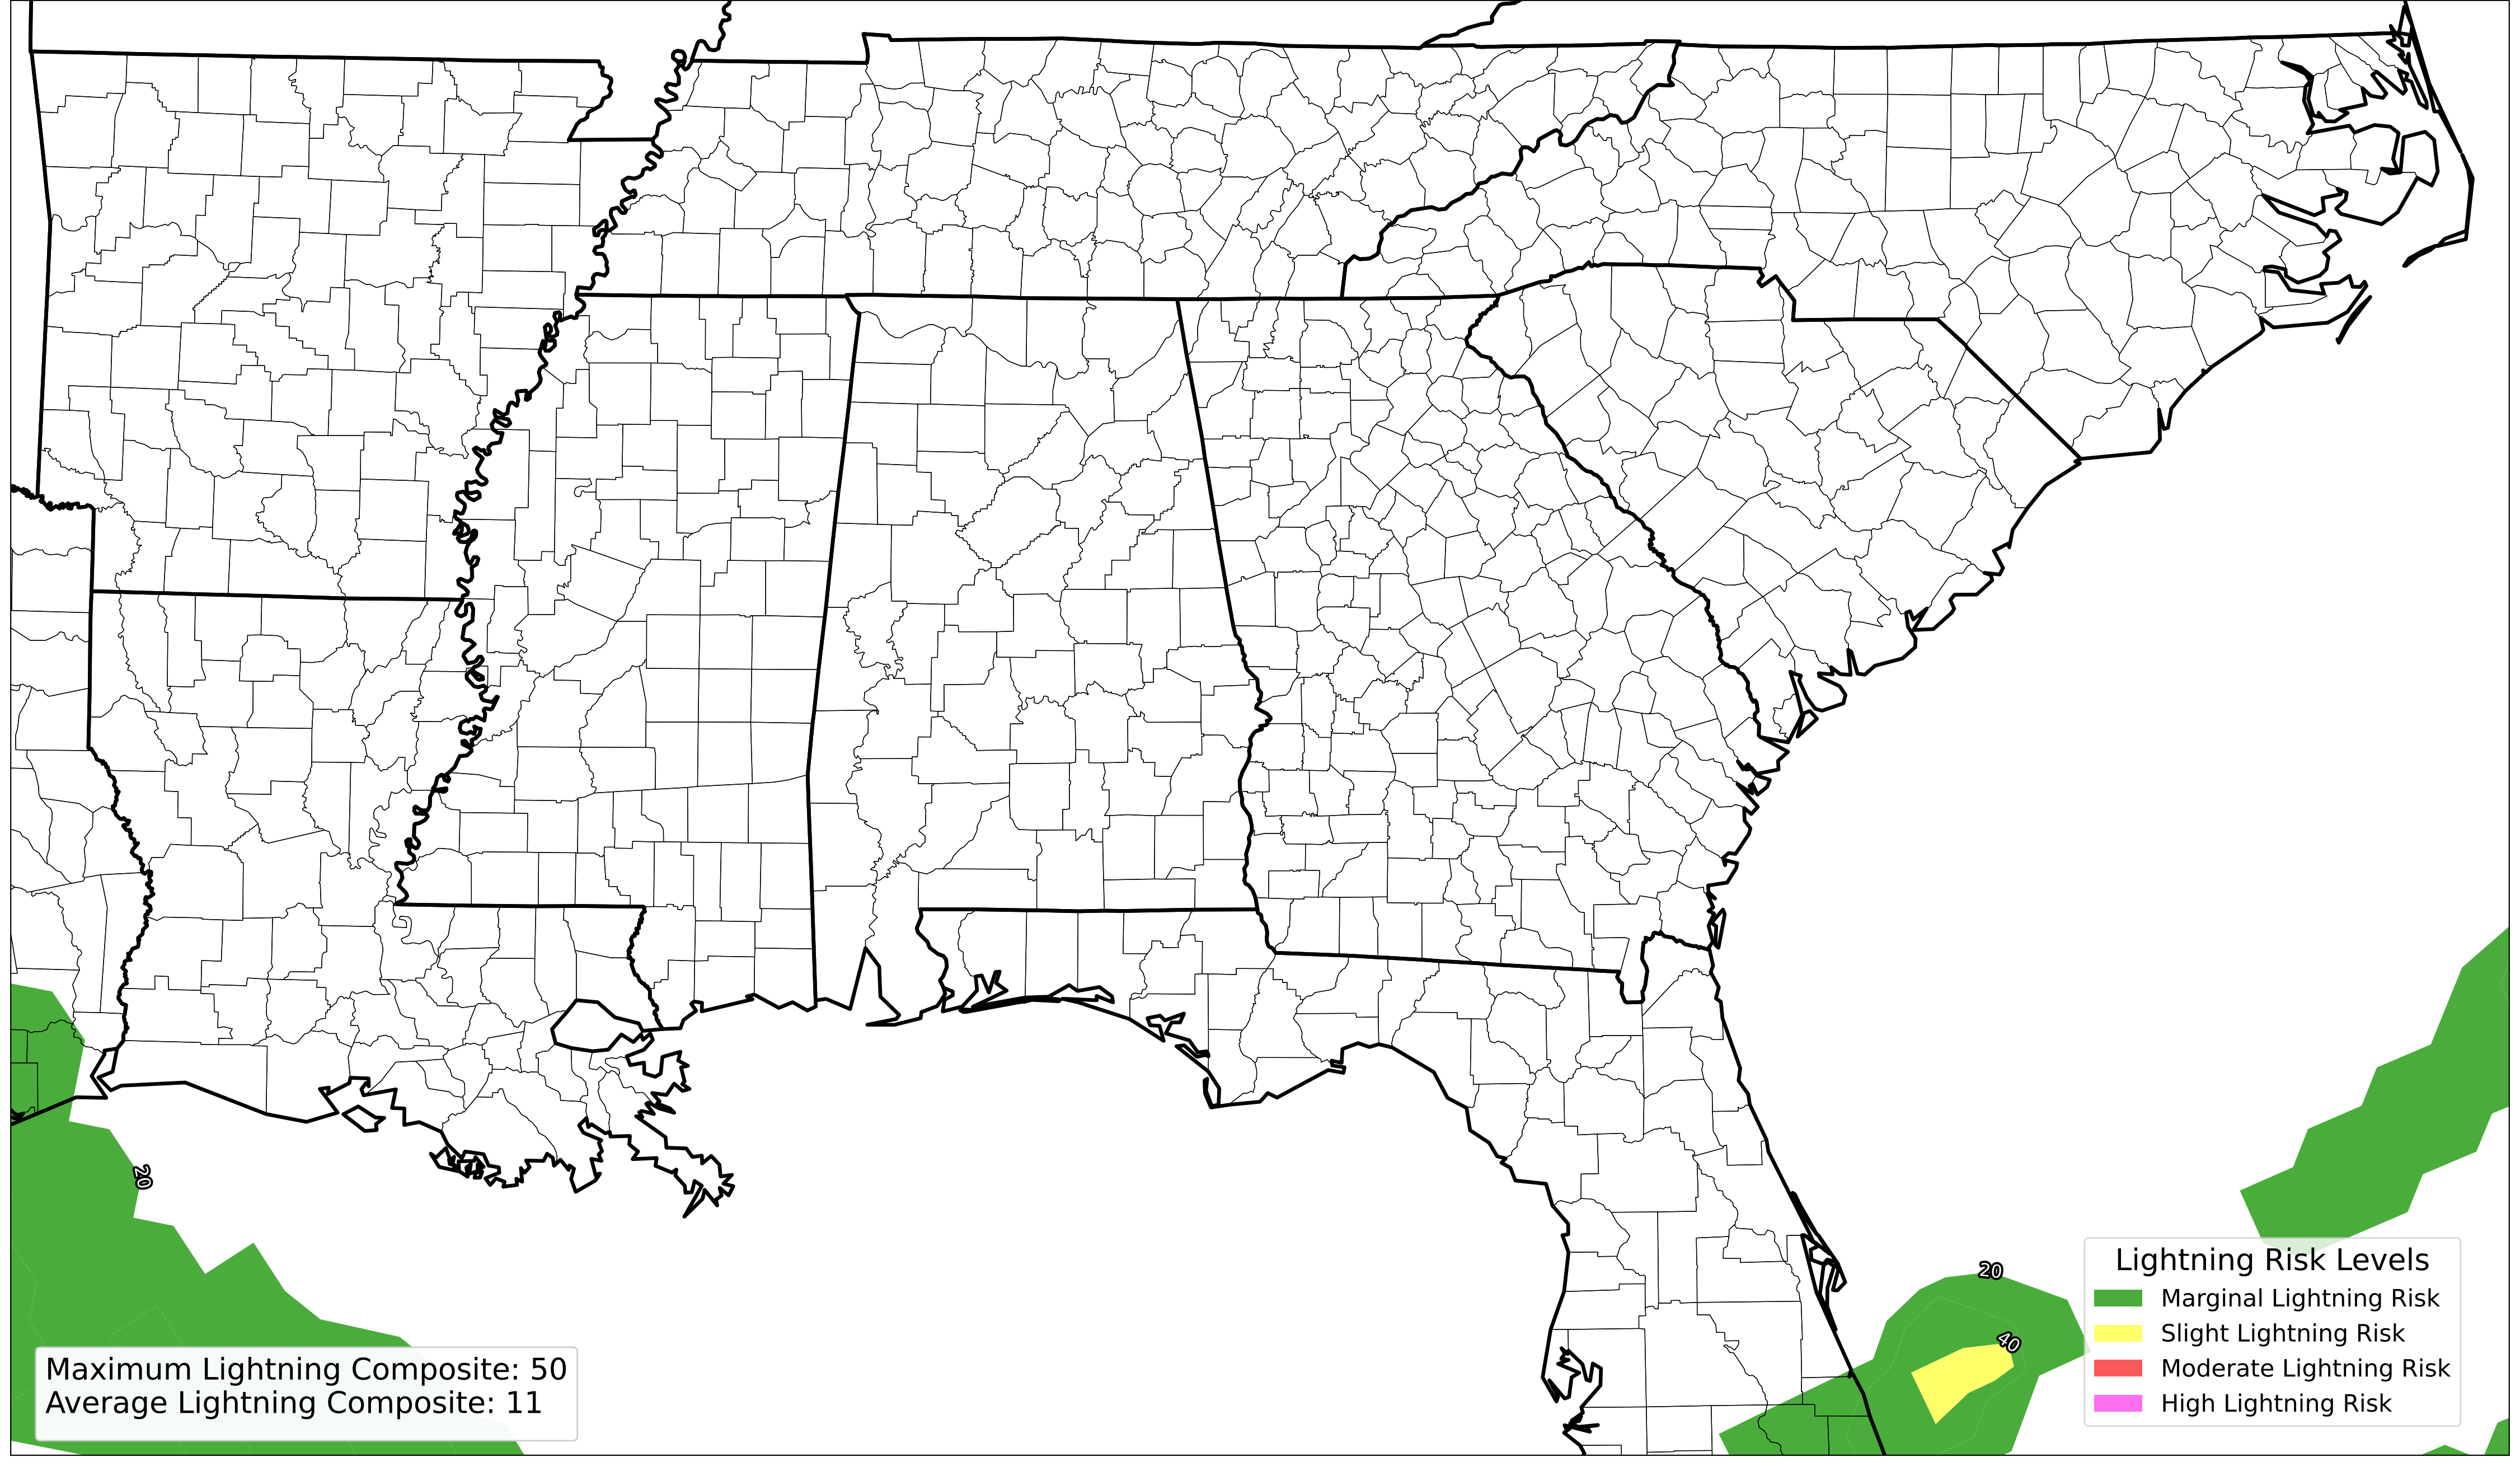 20
20
40
Lightning Risk Levels
Marginal Lightning Risk
Slight Lightning Risk
Moderate Lightning Risk
High Lightning Risk
Maximum Lightning Composite: 50
Average Lightning Composite: 11